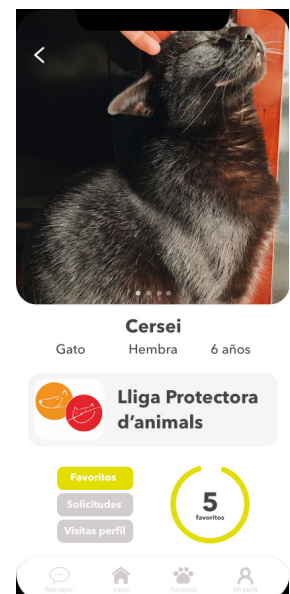 Cersei
Gato Hembra 6 años
Lliga Protectora
d'animals
Favoritos
Solicitudes
Visitas perfil
5
favoritos
Mensajes Inicio Favoritos Mi perfil